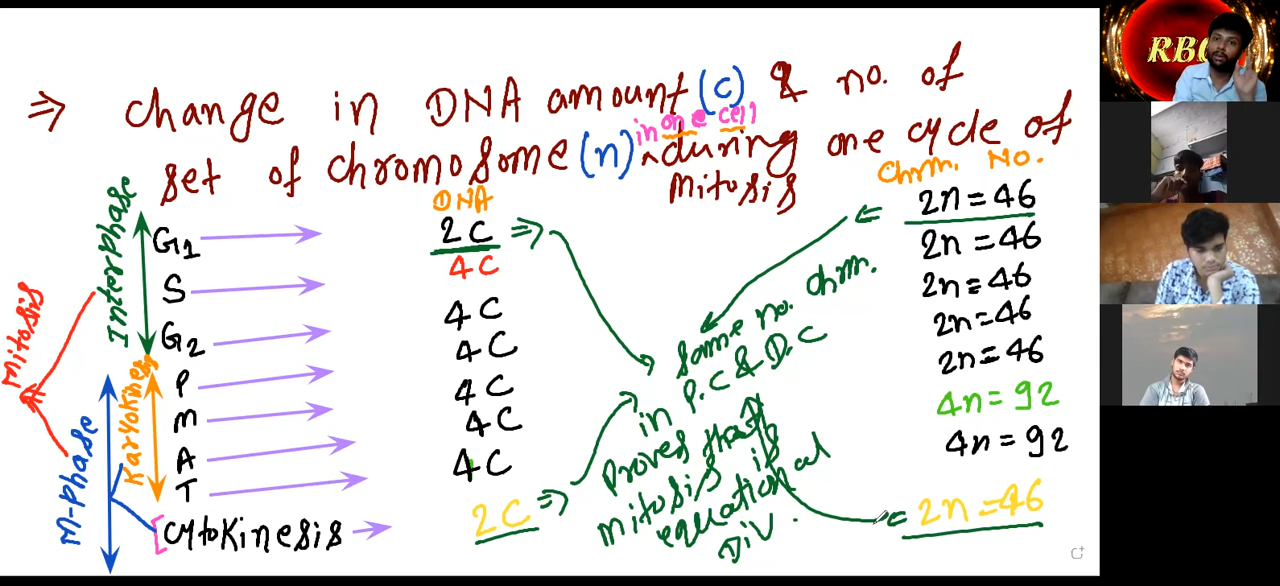 ⇒ change in DNA amount (c) & no. of
in one cell
set of chromosome (n) ^ during one cycle of
mitosis
DNA
Chrm. No.
Mitosis
Interphase
M-Phase
Karyokinesis
G1 2C ⇒ 2n = 46
S 4C 2n = 46
G2 4C 2n = 46
P 4C 2n = 46
M 4C 2n = 46
A 4C 4n = 92
T 4C 4n = 92
[cytokinesis 2C ⇒ 2n = 46
same no. chrm.
in P.C & D.C
Proves that
mitosis is
equational
Div.
RB